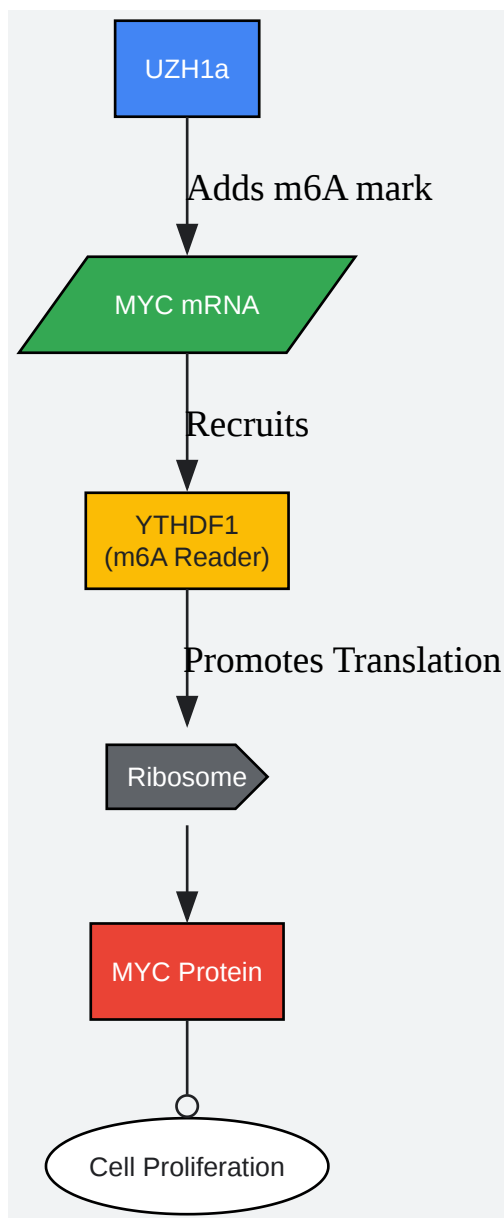 UZH1a
Adds m6A mark
MYC mRNA
Recruits
YTHDF1
(m6A Reader)
Promotes Translation
Ribosome
MYC Protein
Cell Proliferation